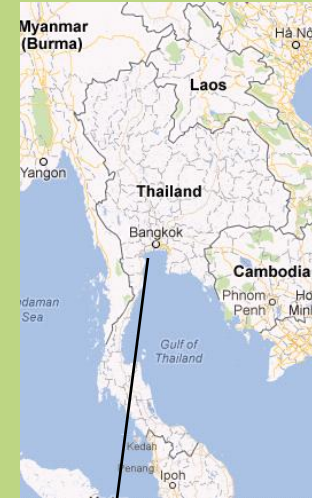 Myanmar
(Burma)
Hà Nộ
Laos
Yangon
Thailand
Bangkok
Cambodia
Phnom
Penh
Ho
Minh
ndaman
Sea
Gulf of
Thailand
Kedah
Penang
Ipoh